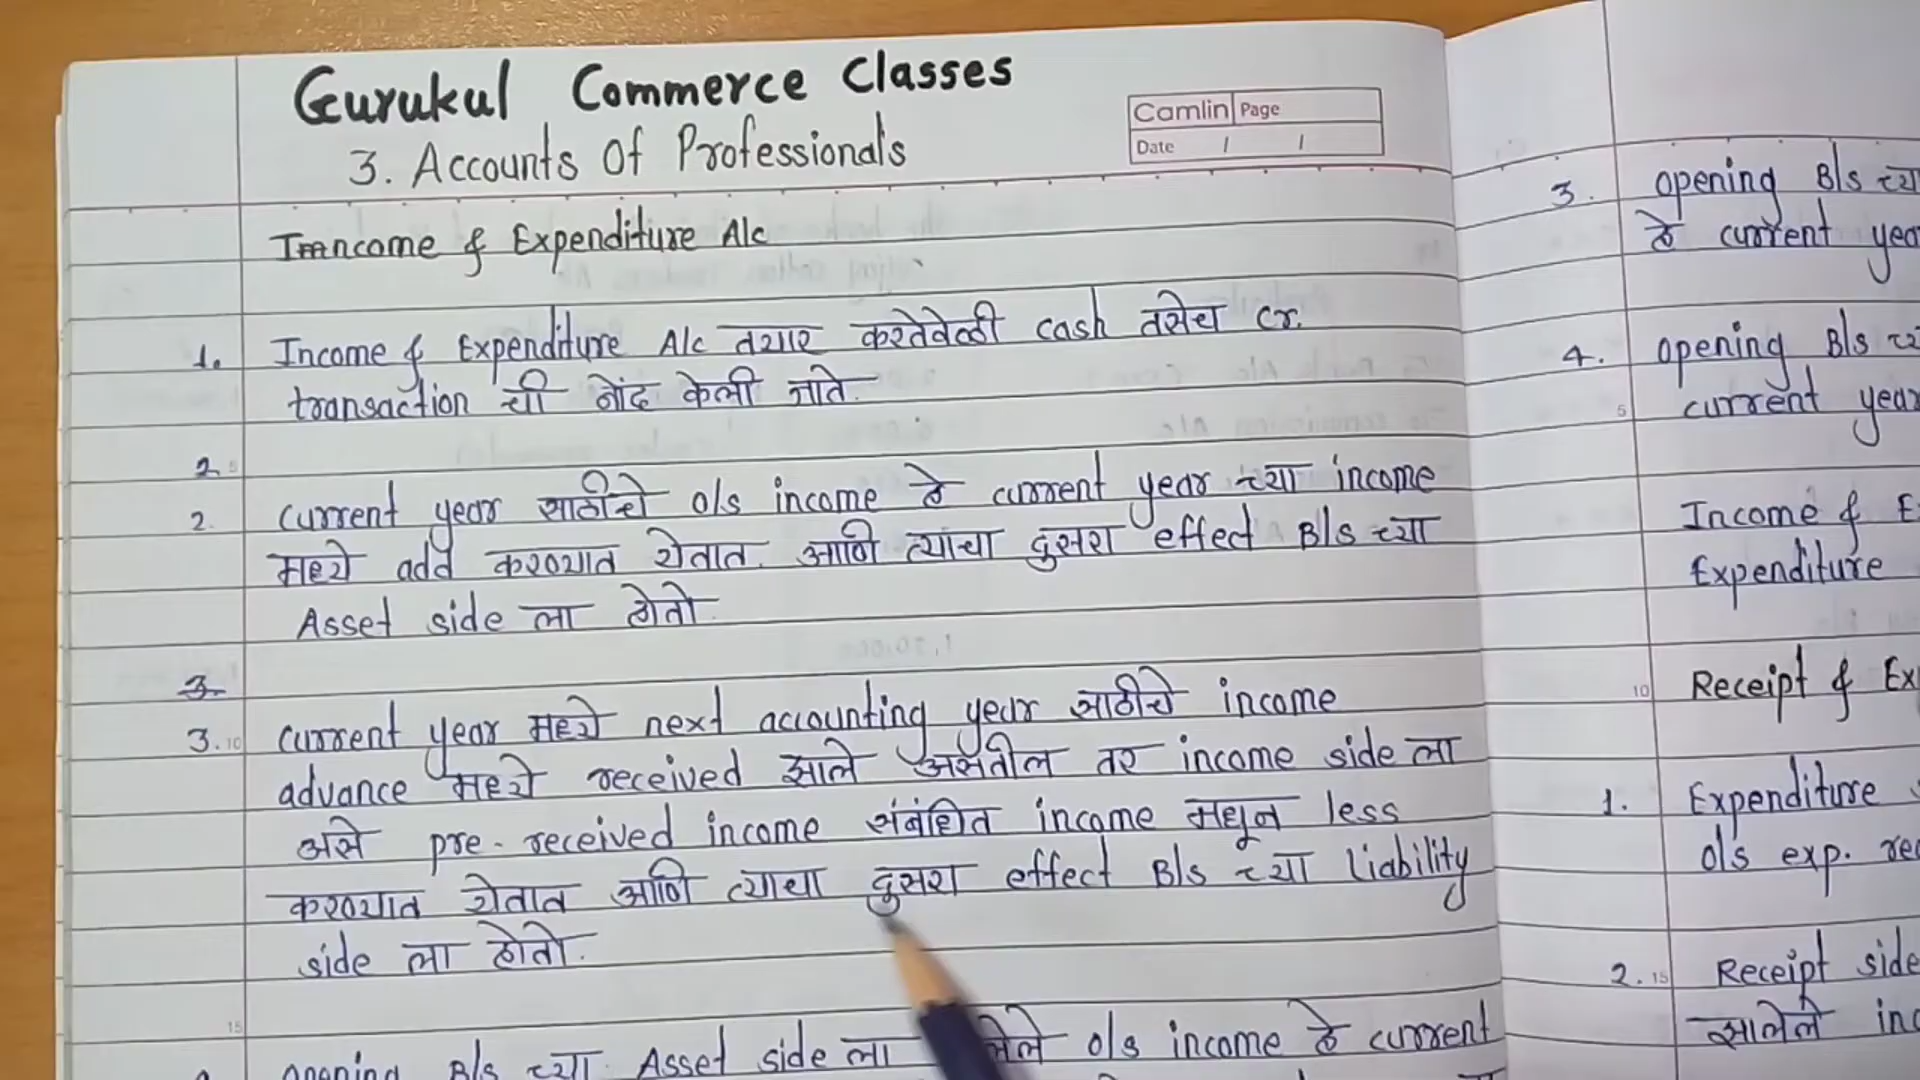 Gurukul Commerce Classes
3. Accounts Of Professionals
Camlin Page
Date / /
Income & Expenditure A/c
1. Income & Expenditure A/c तयार करतेवेळी cash तसेच cr.
transaction ची नोंद केली जाते.
2.
2. current year साठीचे o/s income हे current year च्या income
मध्ये add करण्यात येतात. आणि त्यांचा दुसरा effect B/s च्या
Asset side ला होतो.
3.
3. current year मध्ये next accounting year साठीचे income
advance मध्ये received झाले असतील तर income side ला
असे pre-received income संबंधित income मधून less
करण्यात येतात आणि त्याचा दुसरा effect B/s च्या liability
side ला होतो.
opening B/s च्या Asset side ला o/s income हे current
3. opening B/s
हे current
4. opening B/s
current year
Income &
Expenditure
Receipt &
1. Expenditure
o/s exp.
2. Receipt side
झालेले